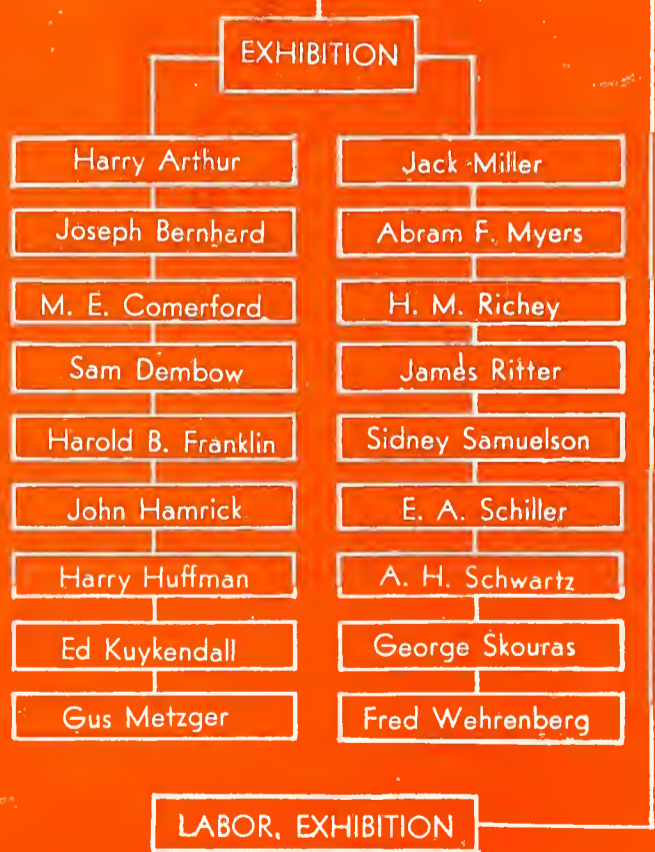 EXHIBITION
Harry Arthur
Joseph Bernhard
M. E. Comerford
Sam Dembow
Harold B. Franklin
John Hamrick
Harry Huffman
Ed Kuykendall
Gus Metzger
Jack Miller
Abram F. Myers
H. M. Richey
James Ritter
Sidney Samuelson
E. A. Schiller
A. H. Schwartz
George Skouras
Fred Wehrenberg
LABOR, EXHIBITION